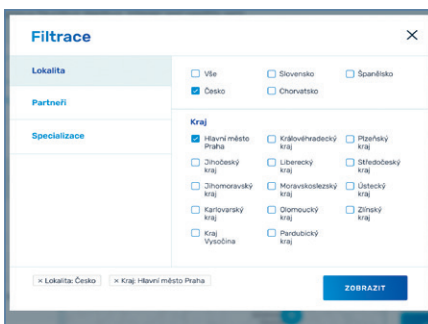 Filtrace
Lokalita
Partneři
Specializace
Vše
Slovensko
Španělsko
Česko
Chorvatsko
Kraj
Hlavní město
Praha
Královéhradecký
kraj
Plzeňský
kraj
Jihočeský
kraj
Liberecký
kraj
Středočeský
kraj
Jihomoravský
kraj
Moravskoslezský
kraj
Ústecký
kraj
Karlovarský
kraj
Olomoucký
kraj
Zlínský
kraj
Kraj
Vysočina
Pardubický
kraj
× Lokalita: Česko
× Kraj: Hlavní město Praha
ZOBRAZIT